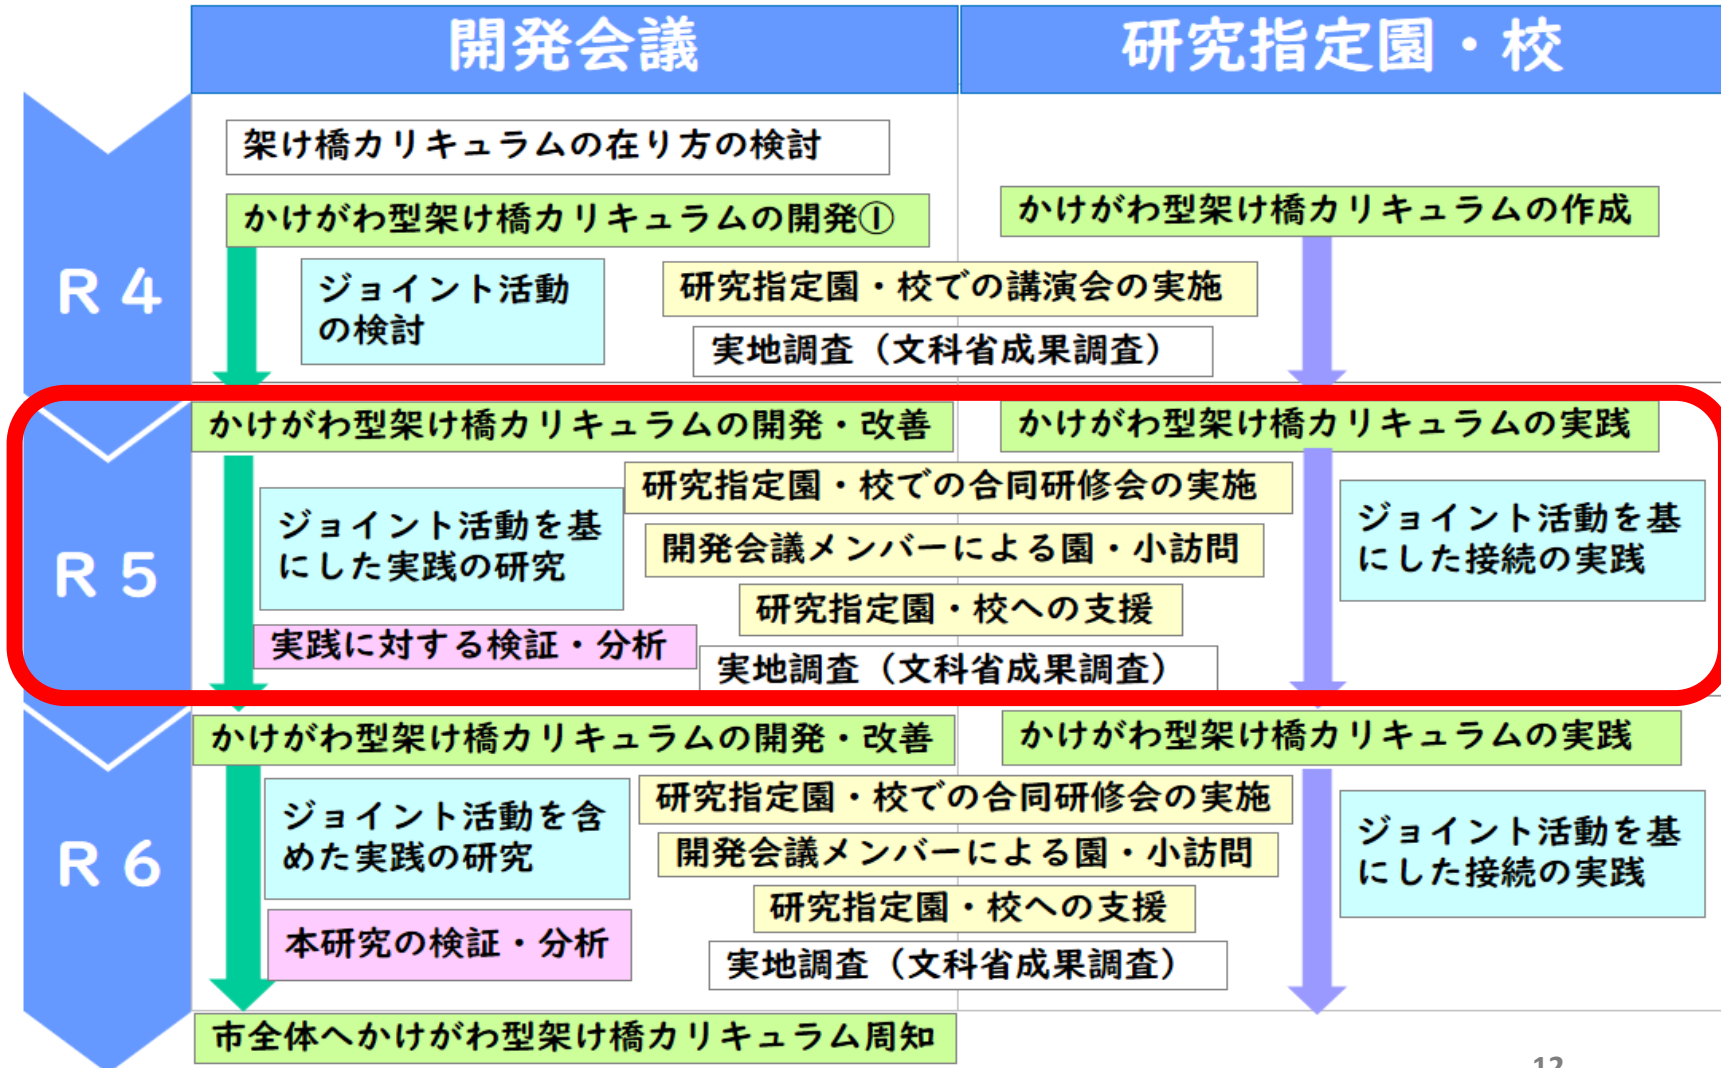 開発会議
研究指定園・校
R4
架け橋カリキュラムの在り方の検討
かけがわ型架け橋カリキュラムの開発①
かけがわ型架け橋カリキュラムの作成
ジョイント活動
の検討
研究指定園・校での講演会の実施
実地調査（文科省成果調査）
R5
かけがわ型架け橋カリキュラムの開発・改善
かけがわ型架け橋カリキュラムの実践
ジョイント活動を基
にした実践の研究
研究指定園・校での合同研修会の実施
開発会議メンバーによる園・小訪問
研究指定園・校への支援
ジョイント活動を基
にした接続の実践
実践に対する検証・分析
実地調査（文科省成果調査）
R6
かけがわ型架け橋カリキュラムの開発・改善
かけがわ型架け橋カリキュラムの実践
ジョイント活動を含
めた実践の研究
研究指定園・校での合同研修会の実施
開発会議メンバーによる園・小訪問
研究指定園・校への支援
ジョイント活動を基
にした接続の実践
本研究の検証・分析
実地調査（文科省成果調査）
市全体へかけがわ型架け橋カリキュラム周知
12